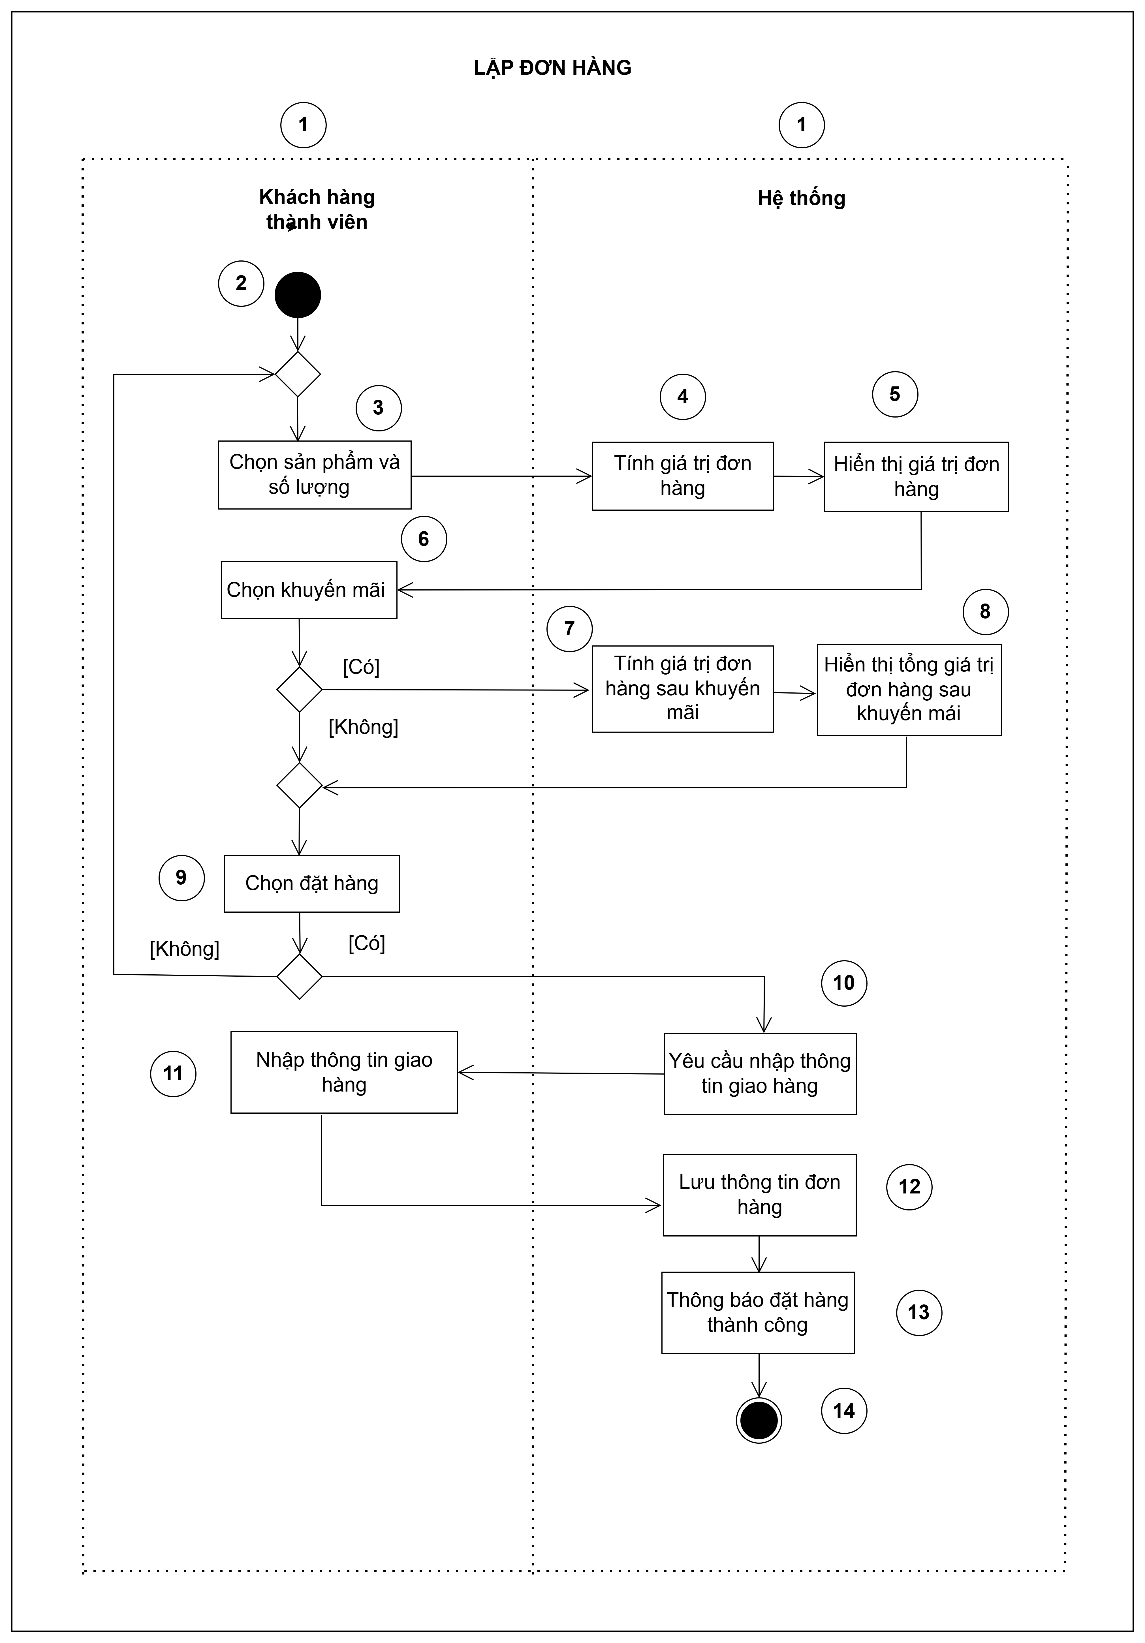 LẬP ĐƠN HÀNG
1
1
Khách hàng
thành viên
Hệ thống
2
3
4
5
Chọn sản phẩm và
số lượng
Tính giá trị đơn
hàng
Hiển thị giá trị đơn
hàng
6
Chọn khuyến mãi
7
8
[Có]
Tính giá trị đơn
hàng sau khuyến
mãi
Hiển thị tổng giá trị
đơn hàng sau
khuyến mái
[Không]
9
Chọn đặt hàng
[Không]
[Có]
10
11
Nhập thông tin giao
hàng
Yêu cầu nhập thông
tin giao hàng
Lưu thông tin đơn
hàng
12
Thông báo đặt hàng
thành công
13
14